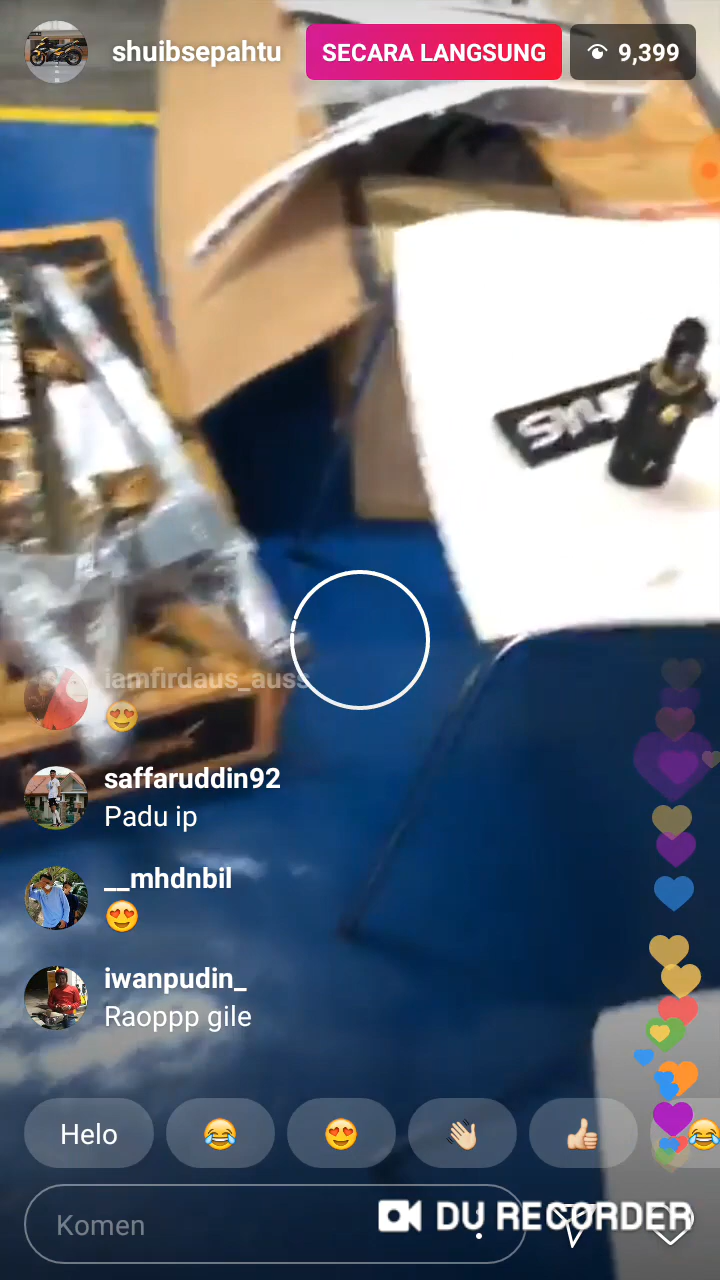 shuibsepahtu
SECARA LANGSUNG
9,399
iamfirdaus_auss
😍
saffaruddin92
Padu ip
__mhdnbil
😍
iwanpudin_
Raoppp gile
Helo
😂
😍
👋🏻
👍🏻
😂
Komen
DU RECORDER